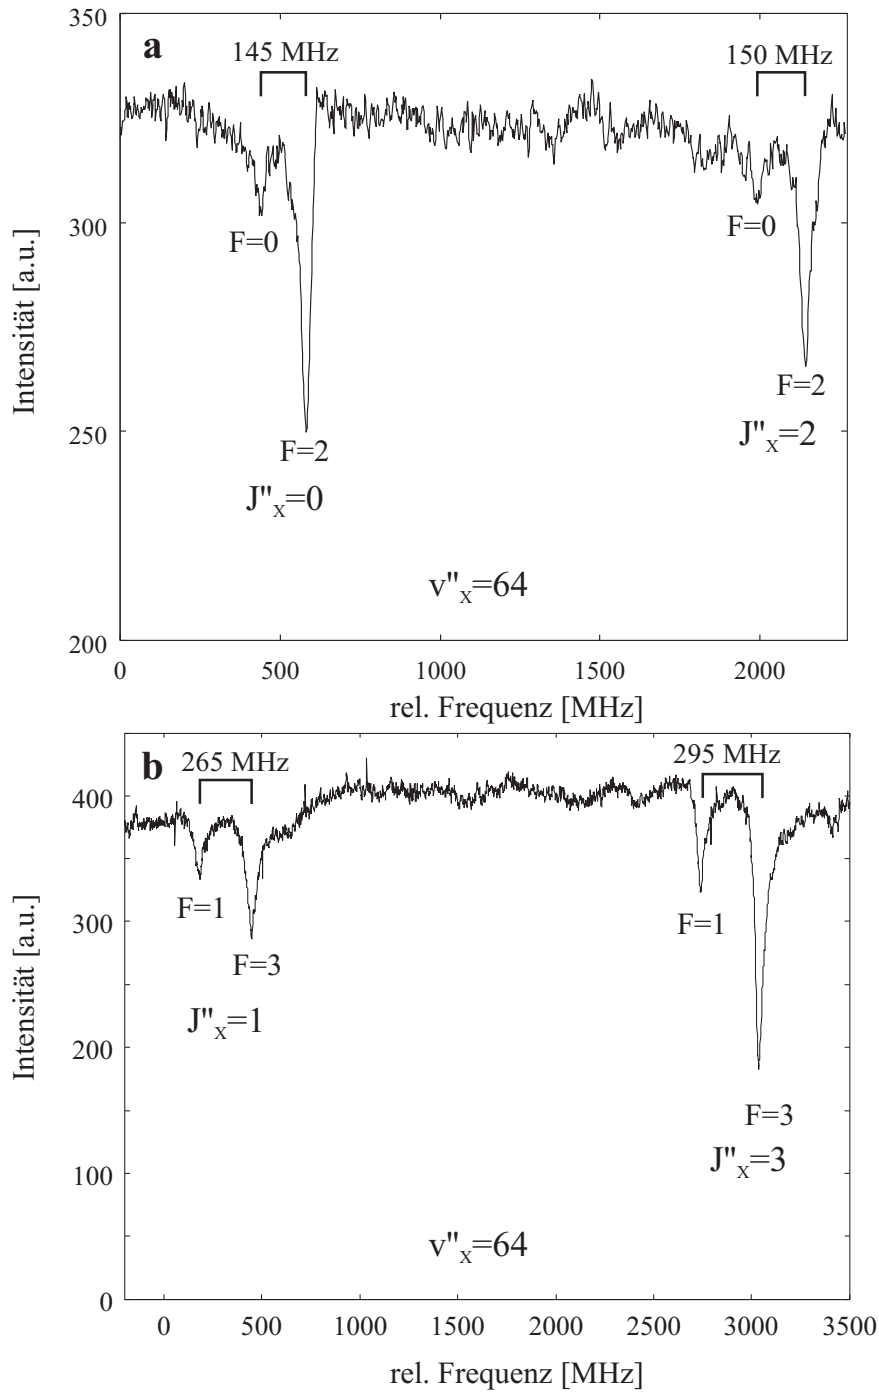 350
a
145 MHz
150 MHz
300
F=0
F=0
F=2
250
F=2
J"X=2
J"X=0
v"X=64
200
0 500 1000 1500 2000
rel. Frequenz [MHz]
Intensität [a.u.]
b
265 MHz
295 MHz
400
300
F=1
F=1
F=3
J"X=1
200
F=3
J"X=3
100
v"X=64
0
0 500 1000 1500 2000 2500 3000 3500
rel. Frequenz [MHz]
Intensität [a.u.]